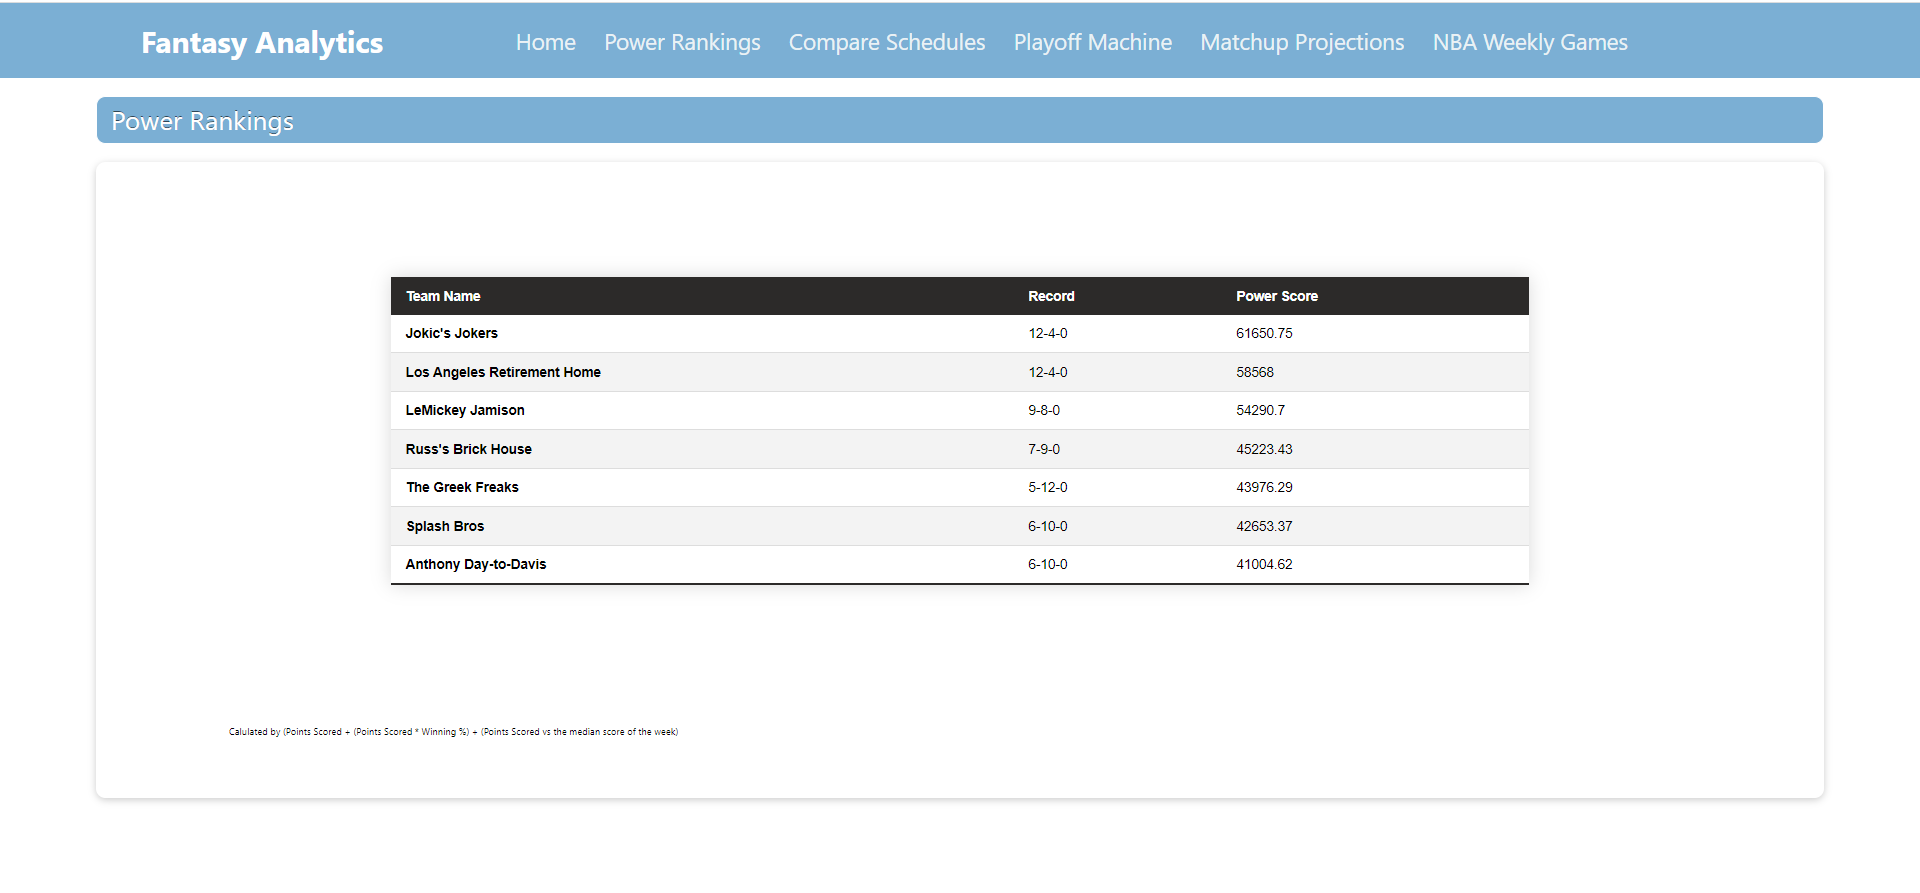 Fantasy Analytics Home Power Rankings Compare Schedules Playoff Machine Matchup Projections NBA Weekly Games
Power Rankings
Team Name Record Power Score
Jokic's Jokers 12-4-0 61650.75
Los Angeles Retirement Home 12-4-0 58568
LeMickey Jamison 9-8-0 54290.7
Russ's Brick House 7-9-0 45223.43
The Greek Freaks 5-12-0 43976.29
Splash Bros 6-10-0 42653.37
Anthony Day-to-Davis 6-10-0 41004.62
Calulated by (Points Scored + (Points Scored * Winning %) + (Points Scored vs the median score of the week)